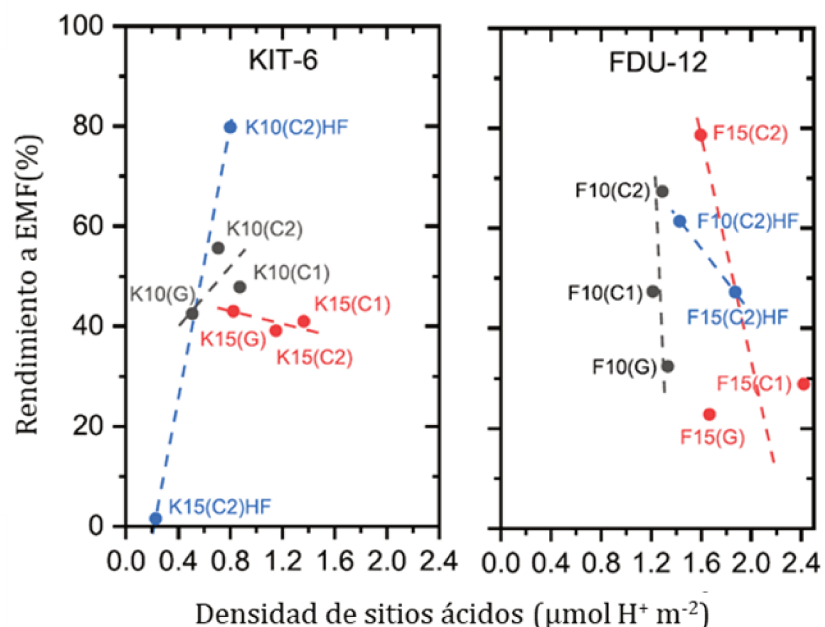 KIT-6
FDU-12
Rendimiento a EMF(%)
100
80
60
40
20
0
K10(C2)HF
K10(C2)
K10(C1)
K10(G)
K15(C1)
K15(G)
K15(C2)
K15(C2)HF
F15(C2)
F10(C2)
F10(C2)HF
F10(C1)
F15(C2)HF
F10(G)
F15(C1)
F15(G)
0.0 0.4 0.8 1.2 1.6 2.0 2.4
0.0 0.4 0.8 1.2 1.6 2.0 2.4
Densidad de sitios ácidos (μmol H⁺ m⁻²)